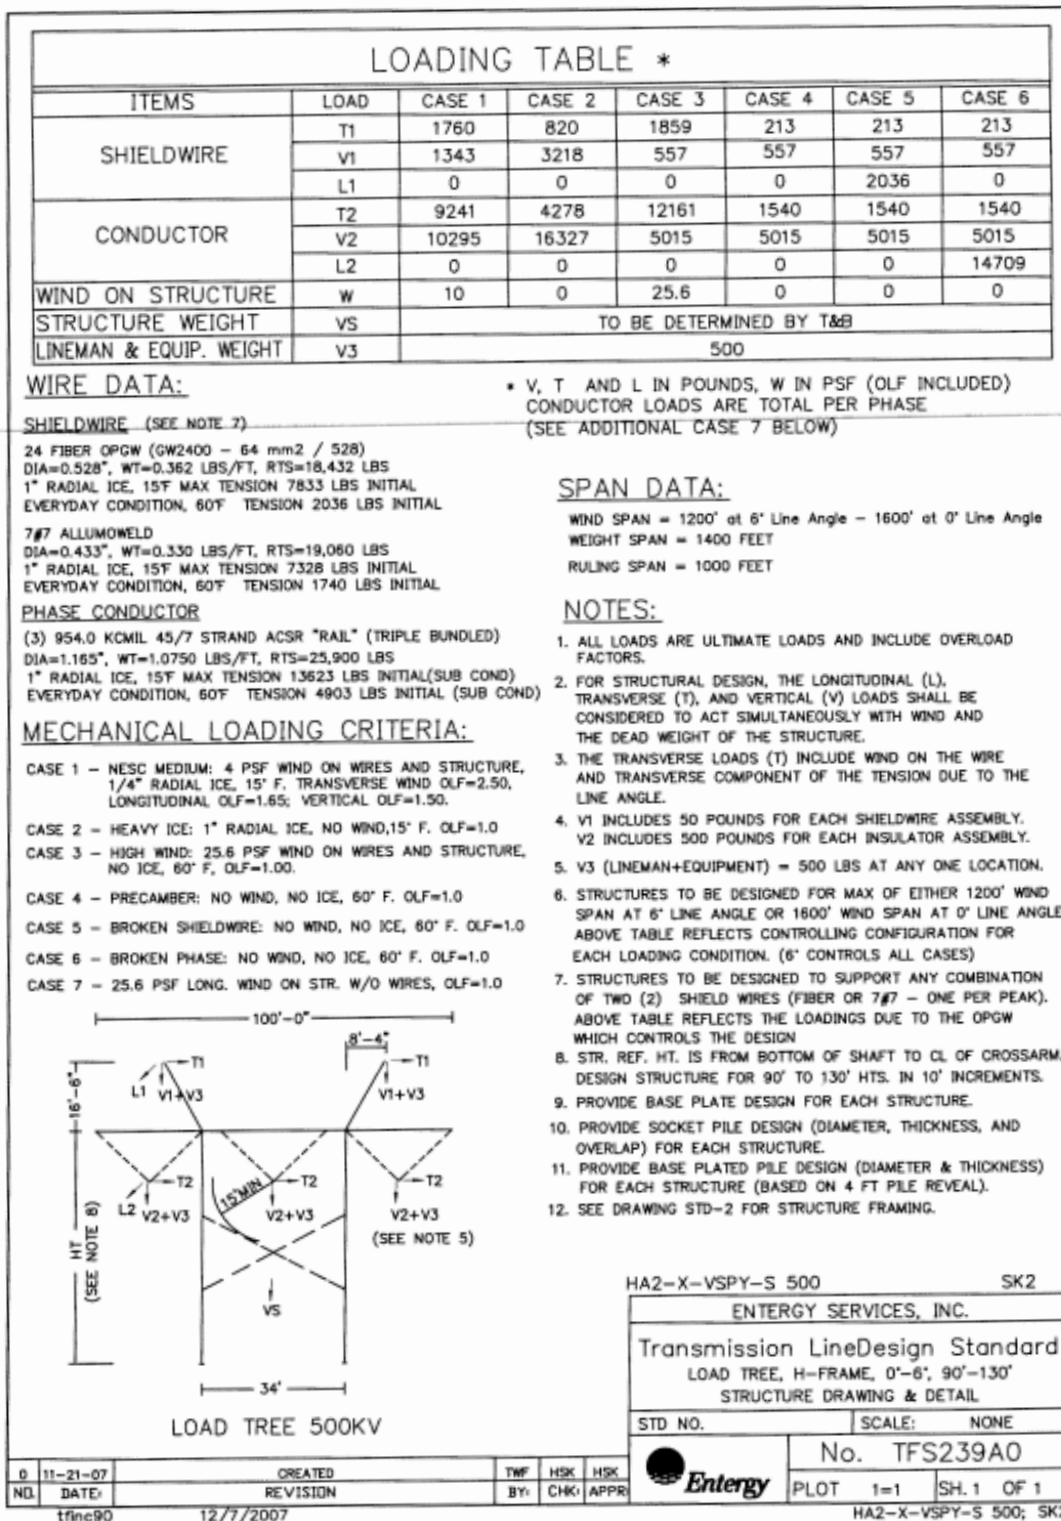 LOADING TABLE *
ITEMS LOAD CASE 1 CASE 2 CASE 3 CASE 4 CASE 5 CASE 6
SHIELDWIRE
T1 1760 820 1859 213 213 213
V1 1343 3218 557 557 557 557
L1 0 0 0 0 2036 0
CONDUCTOR
T2 9241 4278 12161 1540 1540 1540
V2 10295 16327 5015 5015 5015 5015
L2 0 0 0 0 0 14709
WIND ON STRUCTURE W 10 0 25.6 0 0 0
STRUCTURE WEIGHT VS TO BE DETERMINED BY T&B
LINEMAN & EQUIP. WEIGHT V3 500
* V, T AND L IN POUNDS, W IN PSF (OLF INCLUDED)
CONDUCTOR LOADS ARE TOTAL PER PHASE
(SEE ADDITIONAL CASE 7 BELOW)
WIRE DATA:
SHIELDWIRE (SEE NOTE 7)
24 FIBER OPGW (GW2400 - 64 mm2 / 528)
DIA=0.528", WT=0.362 LBS/FT, RTS=18,432 LBS
1" RADIAL ICE, 15°F MAX TENSION 7833 LBS INITIAL
EVERYDAY CONDITION, 60°F TENSION 2036 LBS INITIAL
7#7 ALLUMOWELD
DIA=0.433", WT=0.330 LBS/FT, RTS=19,060 LBS
1" RADIAL ICE, 15°F MAX TENSION 7328 LBS INITIAL
EVERYDAY CONDITION, 60°F TENSION 1740 LBS INITIAL
PHASE CONDUCTOR
(3) 954.0 KCMIL 45/7 STRAND ACSR "RAIL" (TRIPLE BUNDLED)
DIA=1.165", WT=1.0750 LBS/FT, RTS=25,900 LBS
1" RADIAL ICE, 15°F MAX TENSION 13623 LBS INITIAL(SUB COND)
EVERYDAY CONDITION, 60°F TENSION 4903 LBS INITIAL (SUB COND)
MECHANICAL LOADING CRITERIA:
CASE 1 - NESC MEDIUM: 4 PSF WIND ON WIRES AND STRUCTURE,
1/4" RADIAL ICE, 15° F. TRANSVERSE WIND OLF=2.50,
LONGITUDINAL OLF=1.65; VERTICAL OLF=1.50.
CASE 2 - HEAVY ICE: 1" RADIAL ICE, NO WIND,15° F. OLF=1.0
CASE 3 - HIGH WIND: 25.6 PSF WIND ON WIRES AND STRUCTURE,
NO ICE, 60° F, OLF=1.00.
CASE 4 - PRECAMBER: NO WIND, NO ICE, 60° F. OLF=1.0
CASE 5 - BROKEN SHIELDWIRE: NO WIND, NO ICE, 60° F. OLF=1.0
CASE 6 - BROKEN PHASE: NO WIND, NO ICE, 60° F. OLF=1.0
CASE 7 - 25.6 PSF LONG. WIND ON STR. W/O WIRES, OLF=1.0
SPAN DATA:
WIND SPAN = 1200' at 6° Line Angle - 1600' at 0° Line Angle
WEIGHT SPAN = 1400 FEET
RULING SPAN = 1000 FEET
NOTES:
1. ALL LOADS ARE ULTIMATE LOADS AND INCLUDE OVERLOAD
FACTORS.
2. FOR STRUCTURAL DESIGN, THE LONGITUDINAL (L),
TRANSVERSE (T), AND VERTICAL (V) LOADS SHALL BE
CONSIDERED TO ACT SIMULTANEOUSLY WITH WIND AND
THE DEAD WEIGHT OF THE STRUCTURE.
3. THE TRANSVERSE LOADS (T) INCLUDE WIND ON THE WIRE
AND TRANSVERSE COMPONENT OF THE TENSION DUE TO THE
LINE ANGLE.
4. V1 INCLUDES 50 POUNDS FOR EACH SHIELDWIRE ASSEMBLY.
V2 INCLUDES 500 POUNDS FOR EACH INSULATOR ASSEMBLY.
5. V3 (LINEMAN+EQUIPMENT) = 500 LBS AT ANY ONE LOCATION.
6. STRUCTURES TO BE DESIGNED FOR MAX OF EITHER 1200' WIND
SPAN AT 6° LINE ANGLE OR 1600' WIND SPAN AT 0° LINE ANGLE
ABOVE TABLE REFLECTS CONTROLLING CONFIGURATION FOR
EACH LOADING CONDITION. (6° CONTROLS ALL CASES)
7. STRUCTURES TO BE DESIGNED TO SUPPORT ANY COMBINATION
OF TWO (2) SHIELD WIRES (FIBER OR 7#7 - ONE PER PEAK).
ABOVE TABLE REFLECTS THE LOADINGS DUE TO THE OPGW
WHICH CONTROLS THE DESIGN
8. STR. REF. HT. IS FROM BOTTOM OF SHAFT TO CL OF CROSSARM.
DESIGN STRUCTURE FOR 90' TO 130' HTS. IN 10' INCREMENTS.
9. PROVIDE BASE PLATE DESIGN FOR EACH STRUCTURE.
10. PROVIDE SOCKET PILE DESIGN (DIAMETER, THICKNESS, AND
OVERLAP) FOR EACH STRUCTURE.
11. PROVIDE BASE PLATED PILE DESIGN (DIAMETER & THICKNESS)
FOR EACH STRUCTURE (BASED ON 4 FT PILE REVEAL).
12. SEE DRAWING STD-2 FOR STRUCTURE FRAMING.
100'-0"
8'-4"
16'-6"
T1 T1
L1 V1+V3 V1+V3
T2 T2 T2
15'MIN
L2 V2+V3 V2+V3 V2+V3
(SEE NOTE 5)
HT
(SEE NOTE 8)
VS
34'
LOAD TREE 500KV
HA2-X-VSPY-S 500 SK2
ENTERGY SERVICES, INC.
Transmission LineDesign Standard
LOAD TREE, H-FRAME, 0°-6°, 90'-130'
STRUCTURE DRAWING & DETAIL
STD NO. SCALE: NONE
Entergy
No. TFS239A0
PLOT 1=1 SH. 1 OF 1
0 11-21-07 CREATED TWF HSK HSK
NO. DATE: REVISION BY: CHK: APPR:
tfinc90 12/7/2007 HA2-X-VSPY-S 500; SK2